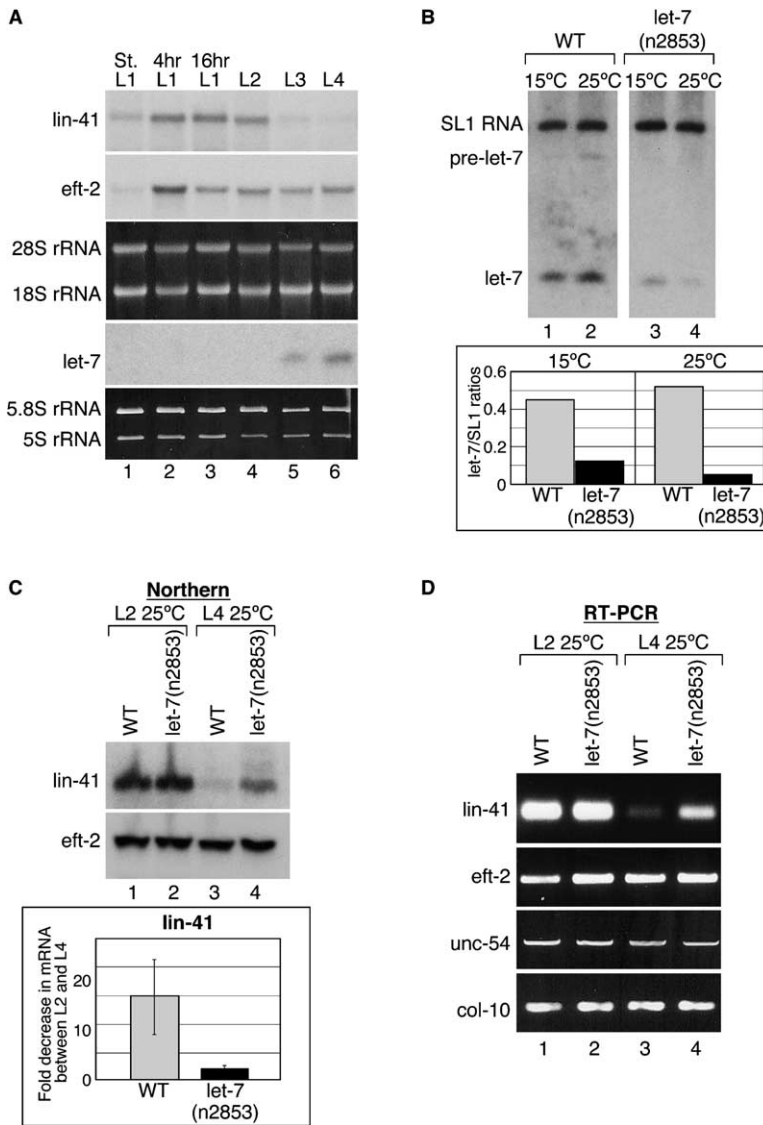 A
St. 4hr 16hr
L1 L1 L1 L2 L3 L4
lin-41
eft-2
28S rRNA
18S rRNA
let-7
5.8S rRNA
5S rRNA
1 2 3 4 5 6
B
let-7
WT (n2853)
15ºC 25ºC 15ºC 25ºC
SL1 RNA
pre-let-7
let-7
1 2 3 4
15ºC 25ºC
let-7/SL1 ratios
0.6
0.4
0.2
0
WT let-7 WT let-7
(n2853) (n2853)
C
Northern
L2 25ºC L4 25ºC
WT let-7(n2853) WT let-7(n2853)
lin-41
eft-2
1 2 3 4
lin-41
Fold decrease in mRNA
between L2 and L4
20
10
0
WT let-7
(n2853)
D
RT-PCR
L2 25ºC L4 25ºC
WT let-7(n2853) WT let-7(n2853)
lin-41
eft-2
unc-54
col-10
1 2 3 4